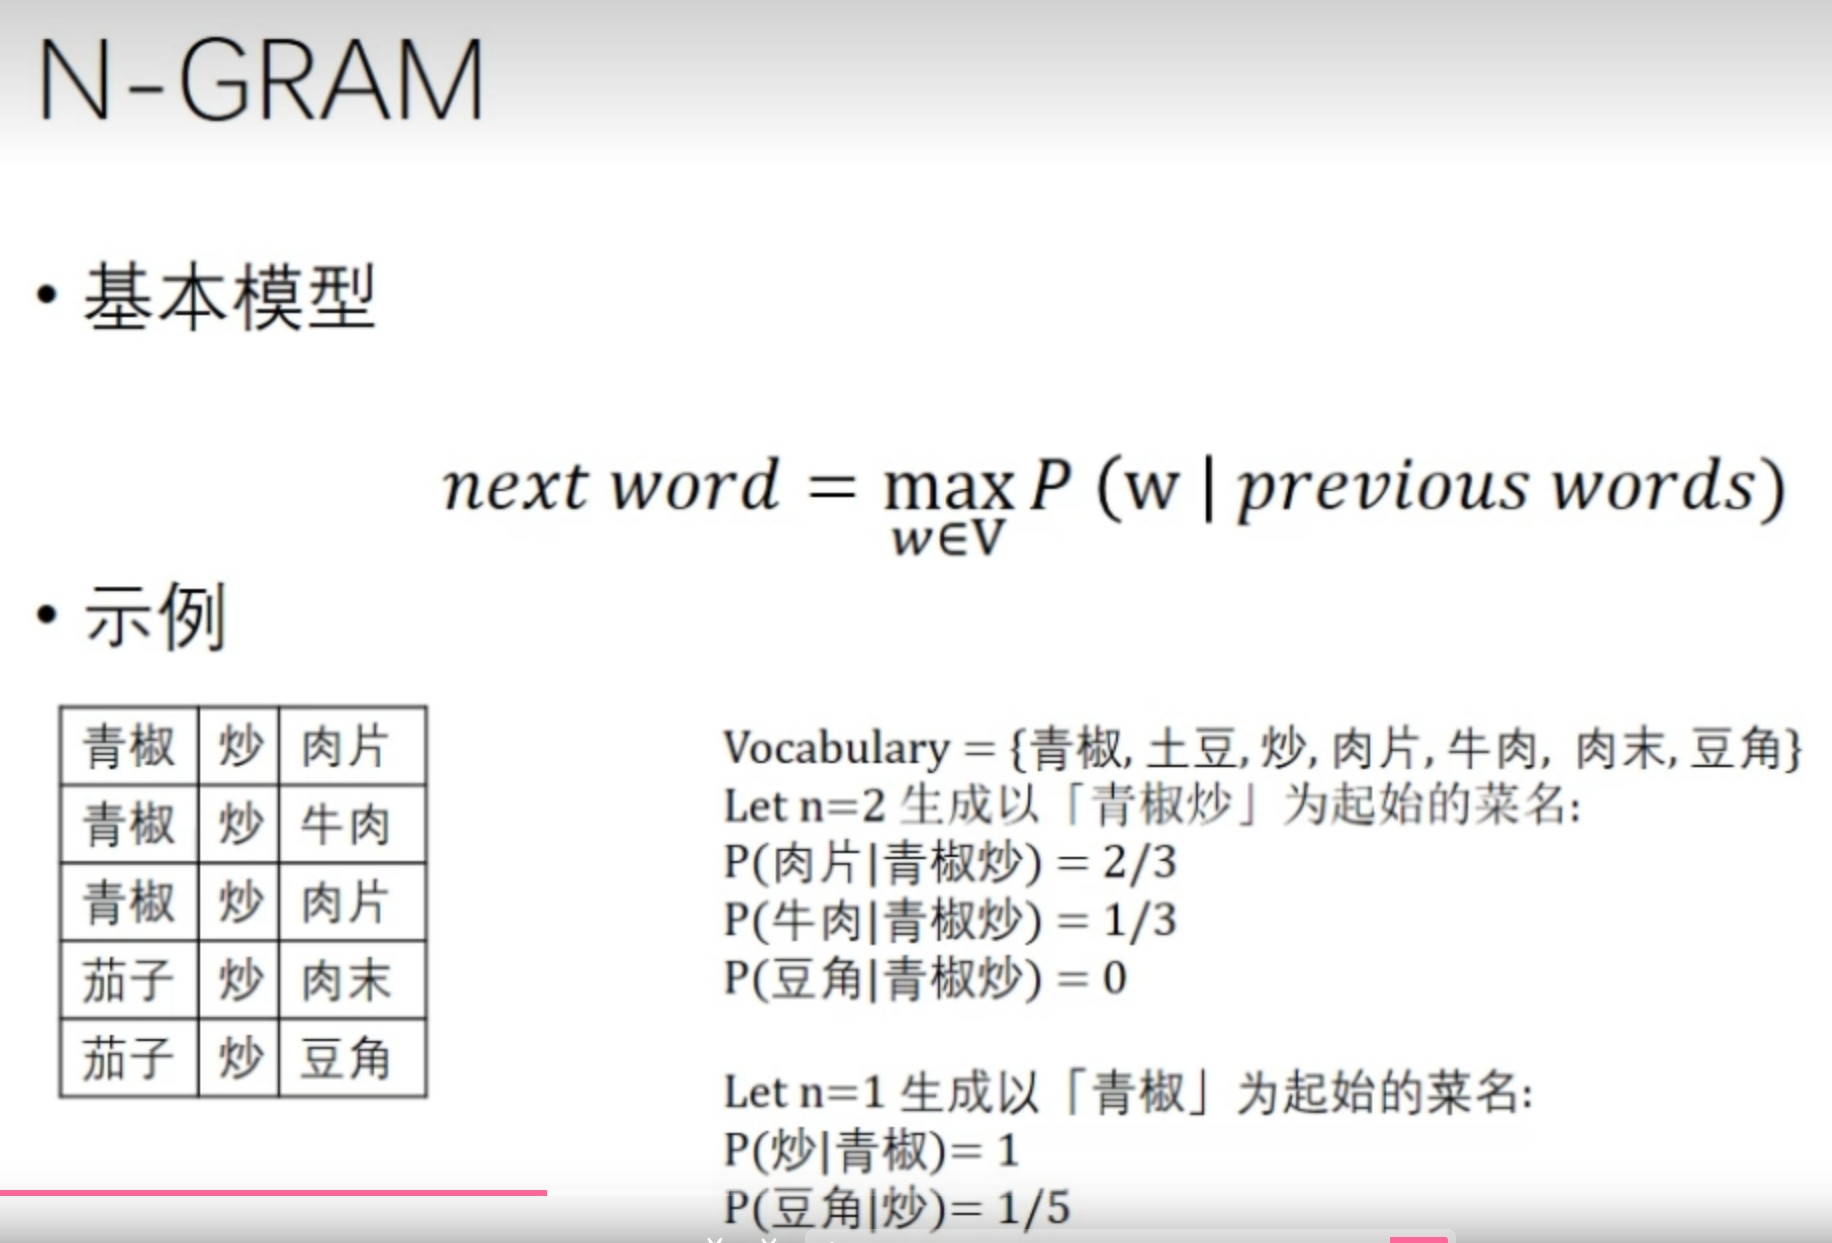 N-GRAM
• 基本模型
next word = max P (w | previous words)
w∈V
• 示例
青椒 炒 肉片
青椒 炒 牛肉
青椒 炒 肉片
茄子 炒 肉末
茄子 炒 豆角
Vocabulary = {青椒, 土豆, 炒, 肉片, 牛肉, 肉末, 豆角}
Let n=2 生成以「青椒炒」为起始的菜名:
P(肉片|青椒炒) = 2/3
P(牛肉|青椒炒) = 1/3
P(豆角|青椒炒) = 0
Let n=1 生成以「青椒」为起始的菜名:
P(炒|青椒)= 1
P(豆角|炒)= 1/5